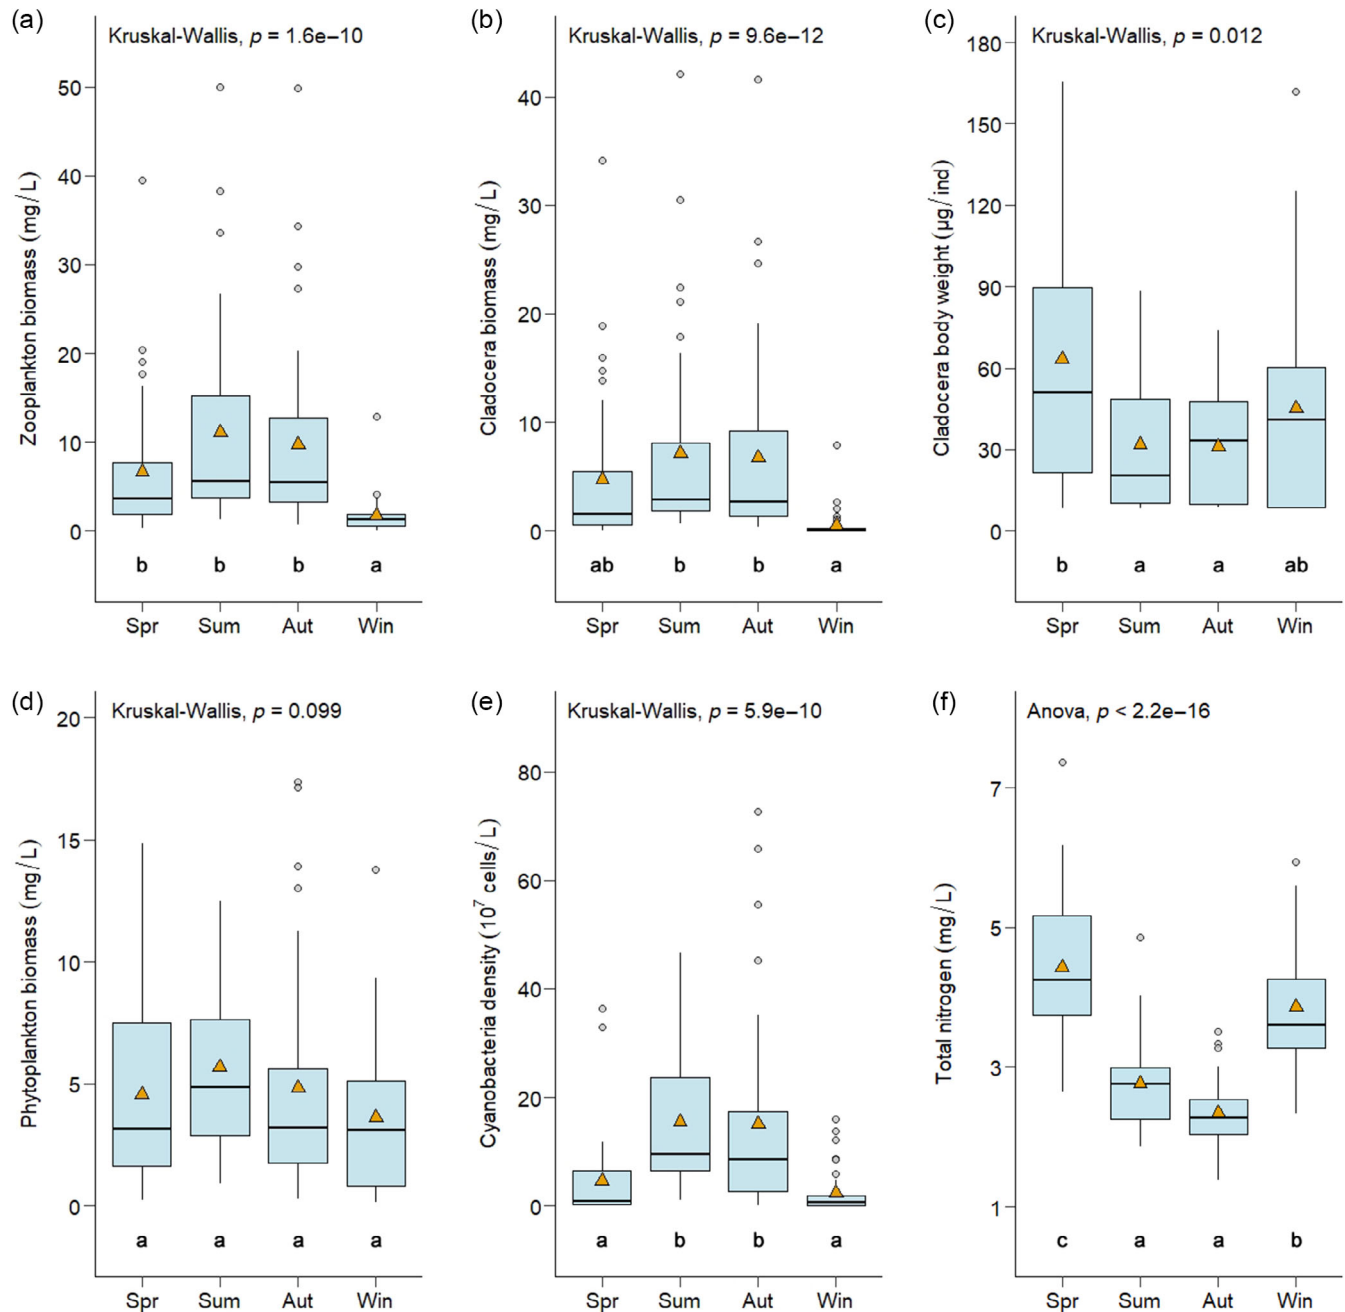 (a)
Kruskal-Wallis, p = 1.6e−10
Zooplankton biomass (mg/L)
50
40
30
20
10
0
b b b a
Spr Sum Aut Win
(b)
Kruskal-Wallis, p = 9.6e−12
Cladocera biomass (mg/L)
40
30
20
10
0
ab b b a
Spr Sum Aut Win
(c)
Kruskal-Wallis, p = 0.012
Cladocera body weight (µg/ind)
180
150
120
90
60
30
0
b a a ab
Spr Sum Aut Win
(d)
Kruskal-Wallis, p = 0.099
Phytoplankton biomass (mg/L)
20
15
10
5
0
a a a a
Spr Sum Aut Win
(e)
Kruskal-Wallis, p = 5.9e−10
Cyanobacteria density (10⁷ cells/L)
80
60
40
20
0
a b b a
Spr Sum Aut Win
(f)
Anova, p < 2.2e−16
Total nitrogen (mg/L)
7
5
3
1
c a a b
Spr Sum Aut Win